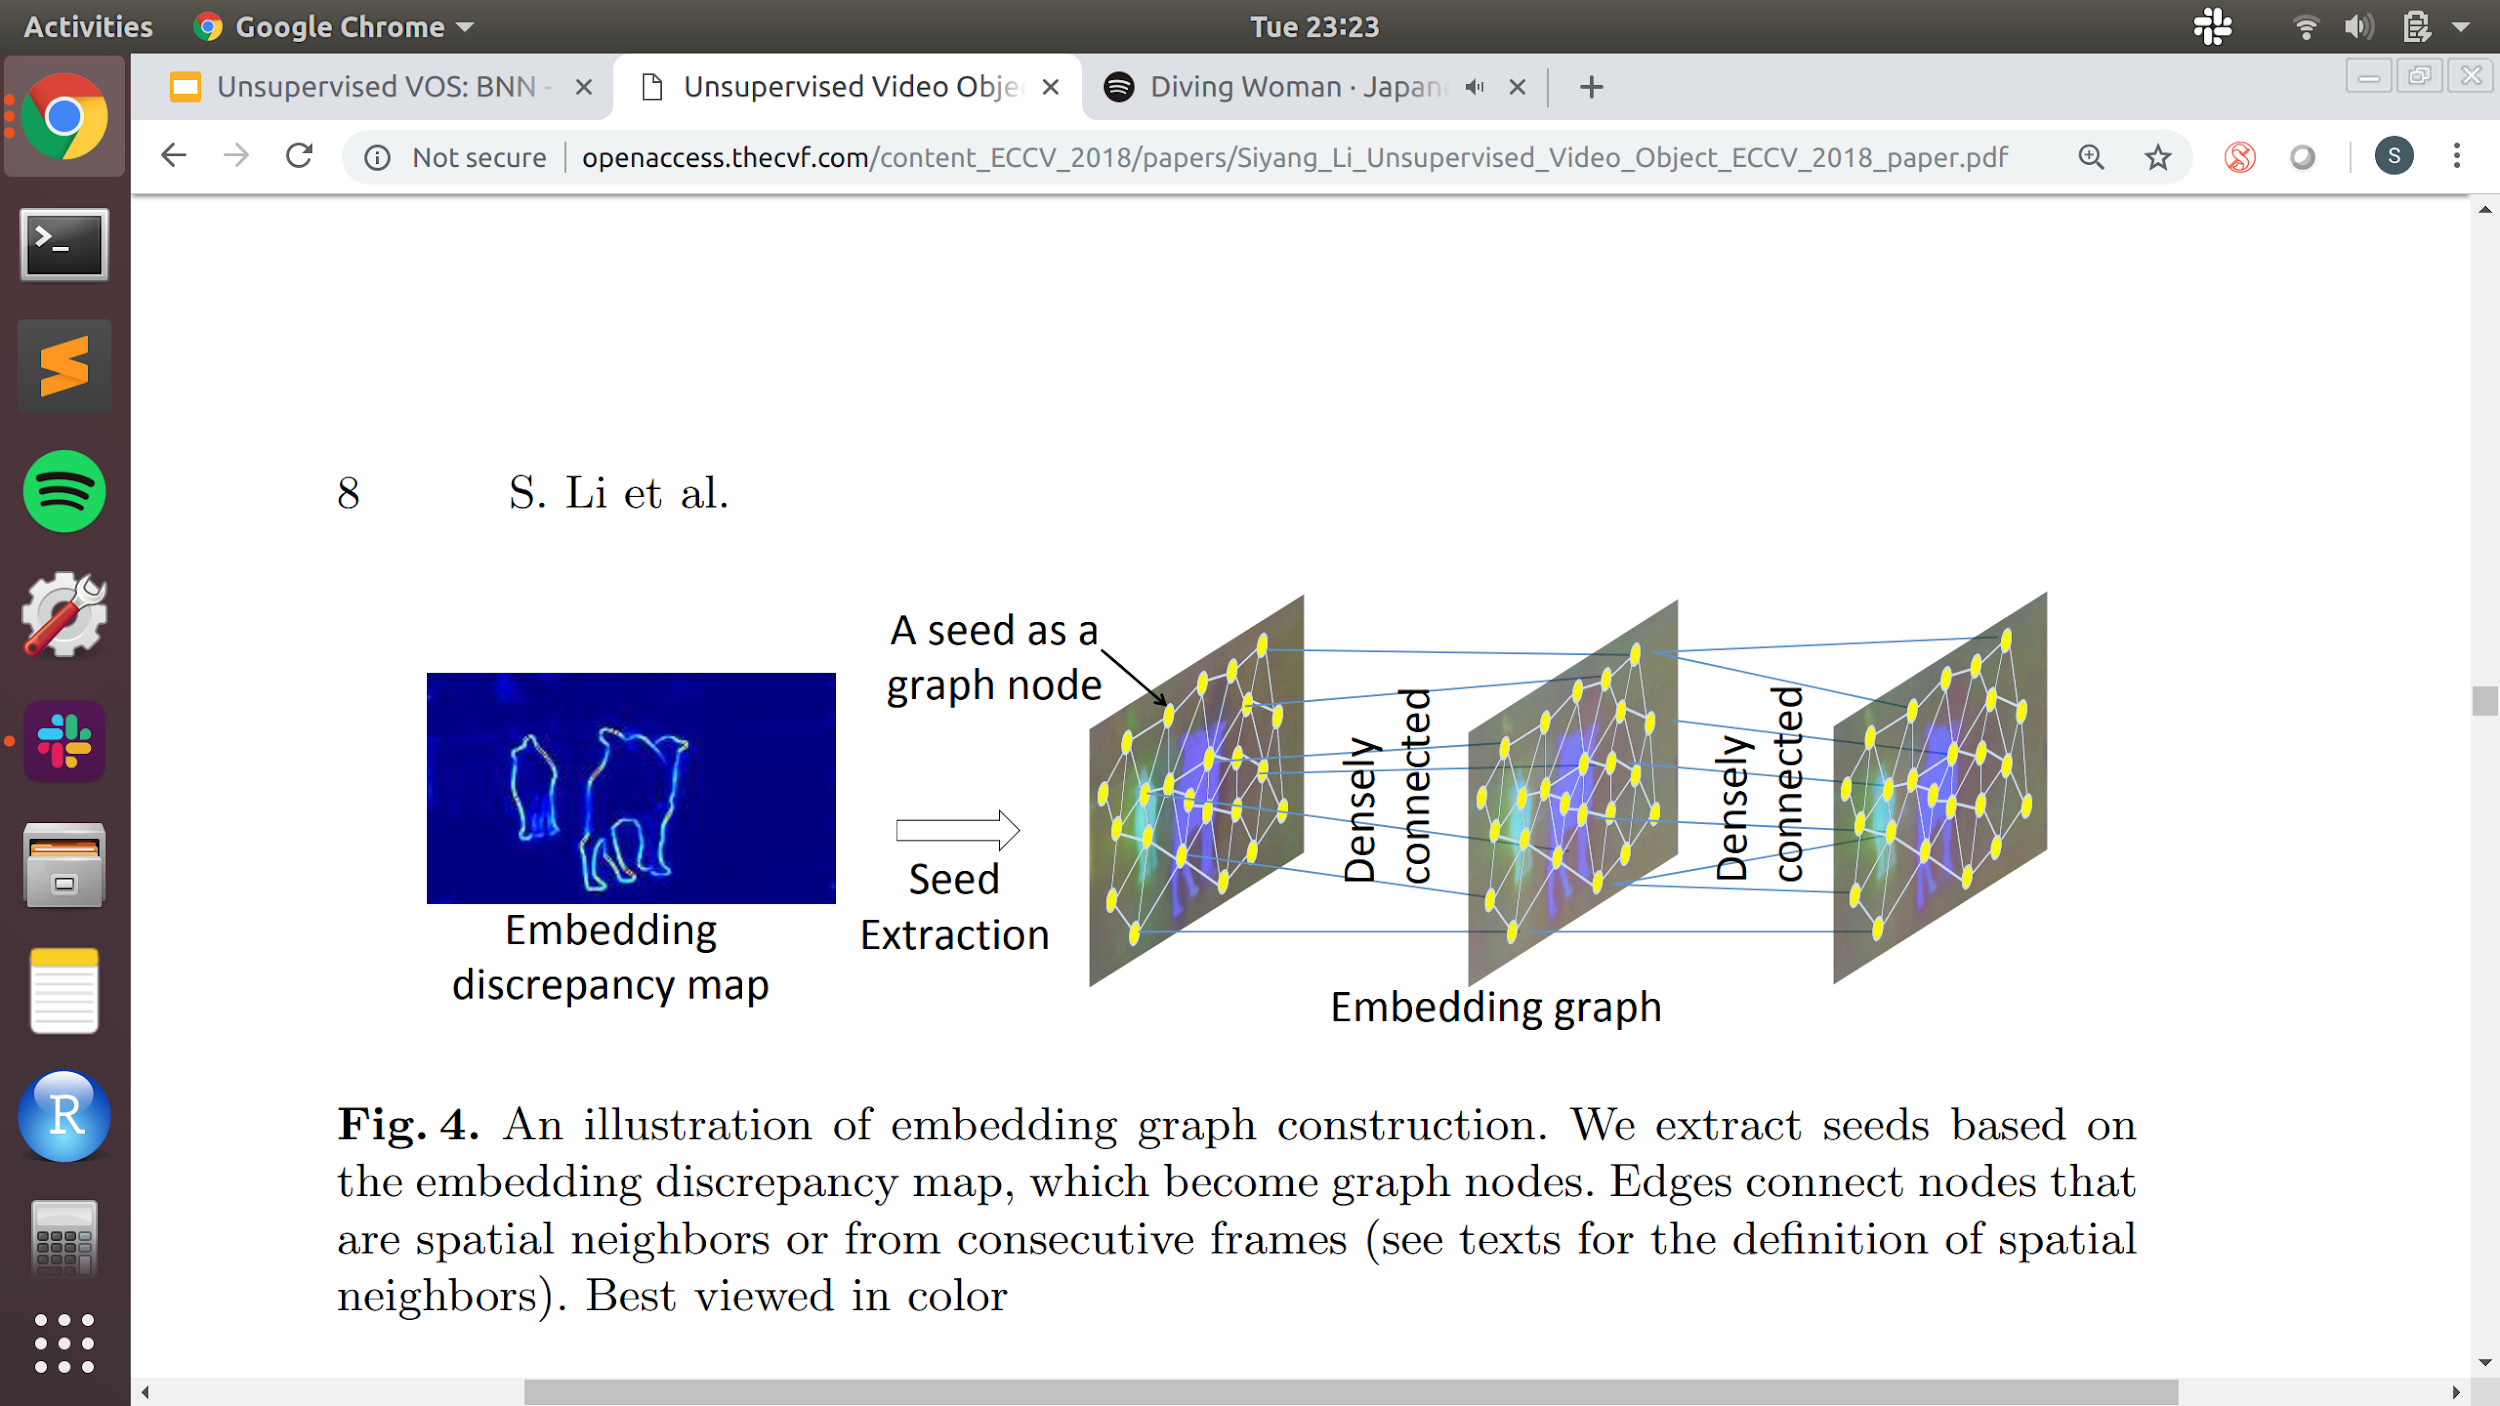 Activities
Google Chrome
Tue 23:23
Unsupervised VOS: BNN -
Unsupervised Video Obje
Diving Woman · Japan
Not secure
openaccess.thecvf.com/content_ECCV_2018/papers/Siyang_Li_Unsupervised_Video_Object_ECCV_2018_paper.pdf
S
8 S. Li et al.
A seed as a
graph node
Densely
connected
Densely
connected
Seed
Extraction
Embedding
discrepancy map
Embedding graph
Fig. 4. An illustration of embedding graph construction. We extract seeds based on
the embedding discrepancy map, which become graph nodes. Edges connect nodes that
are spatial neighbors or from consecutive frames (see texts for the definition of spatial
neighbors). Best viewed in color
R